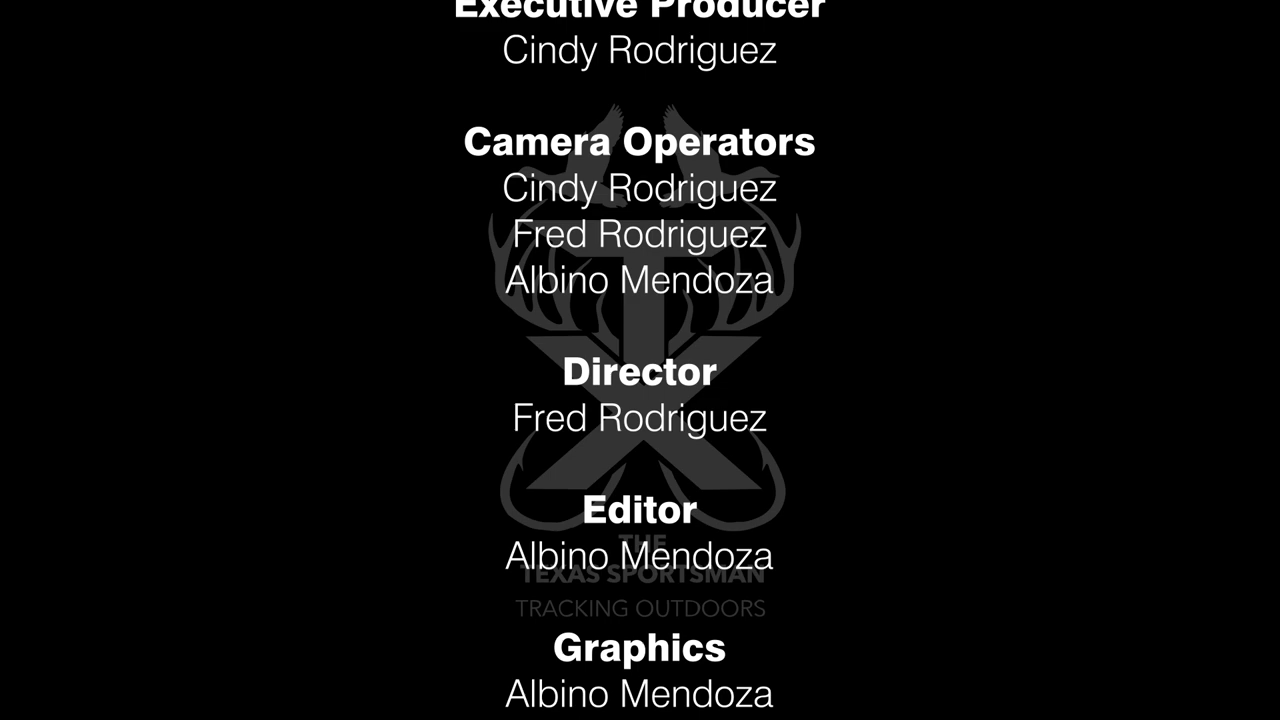 Executive Producer
Cindy Rodriguez
Camera Operators
Cindy Rodriguez
Fred Rodriguez
Albino Mendoza
Director
Fred Rodriguez
Editor
Albino Mendoza
THE
TEXAS SPORTSMAN
TRACKING OUTDOORS
Graphics
Albino Mendoza